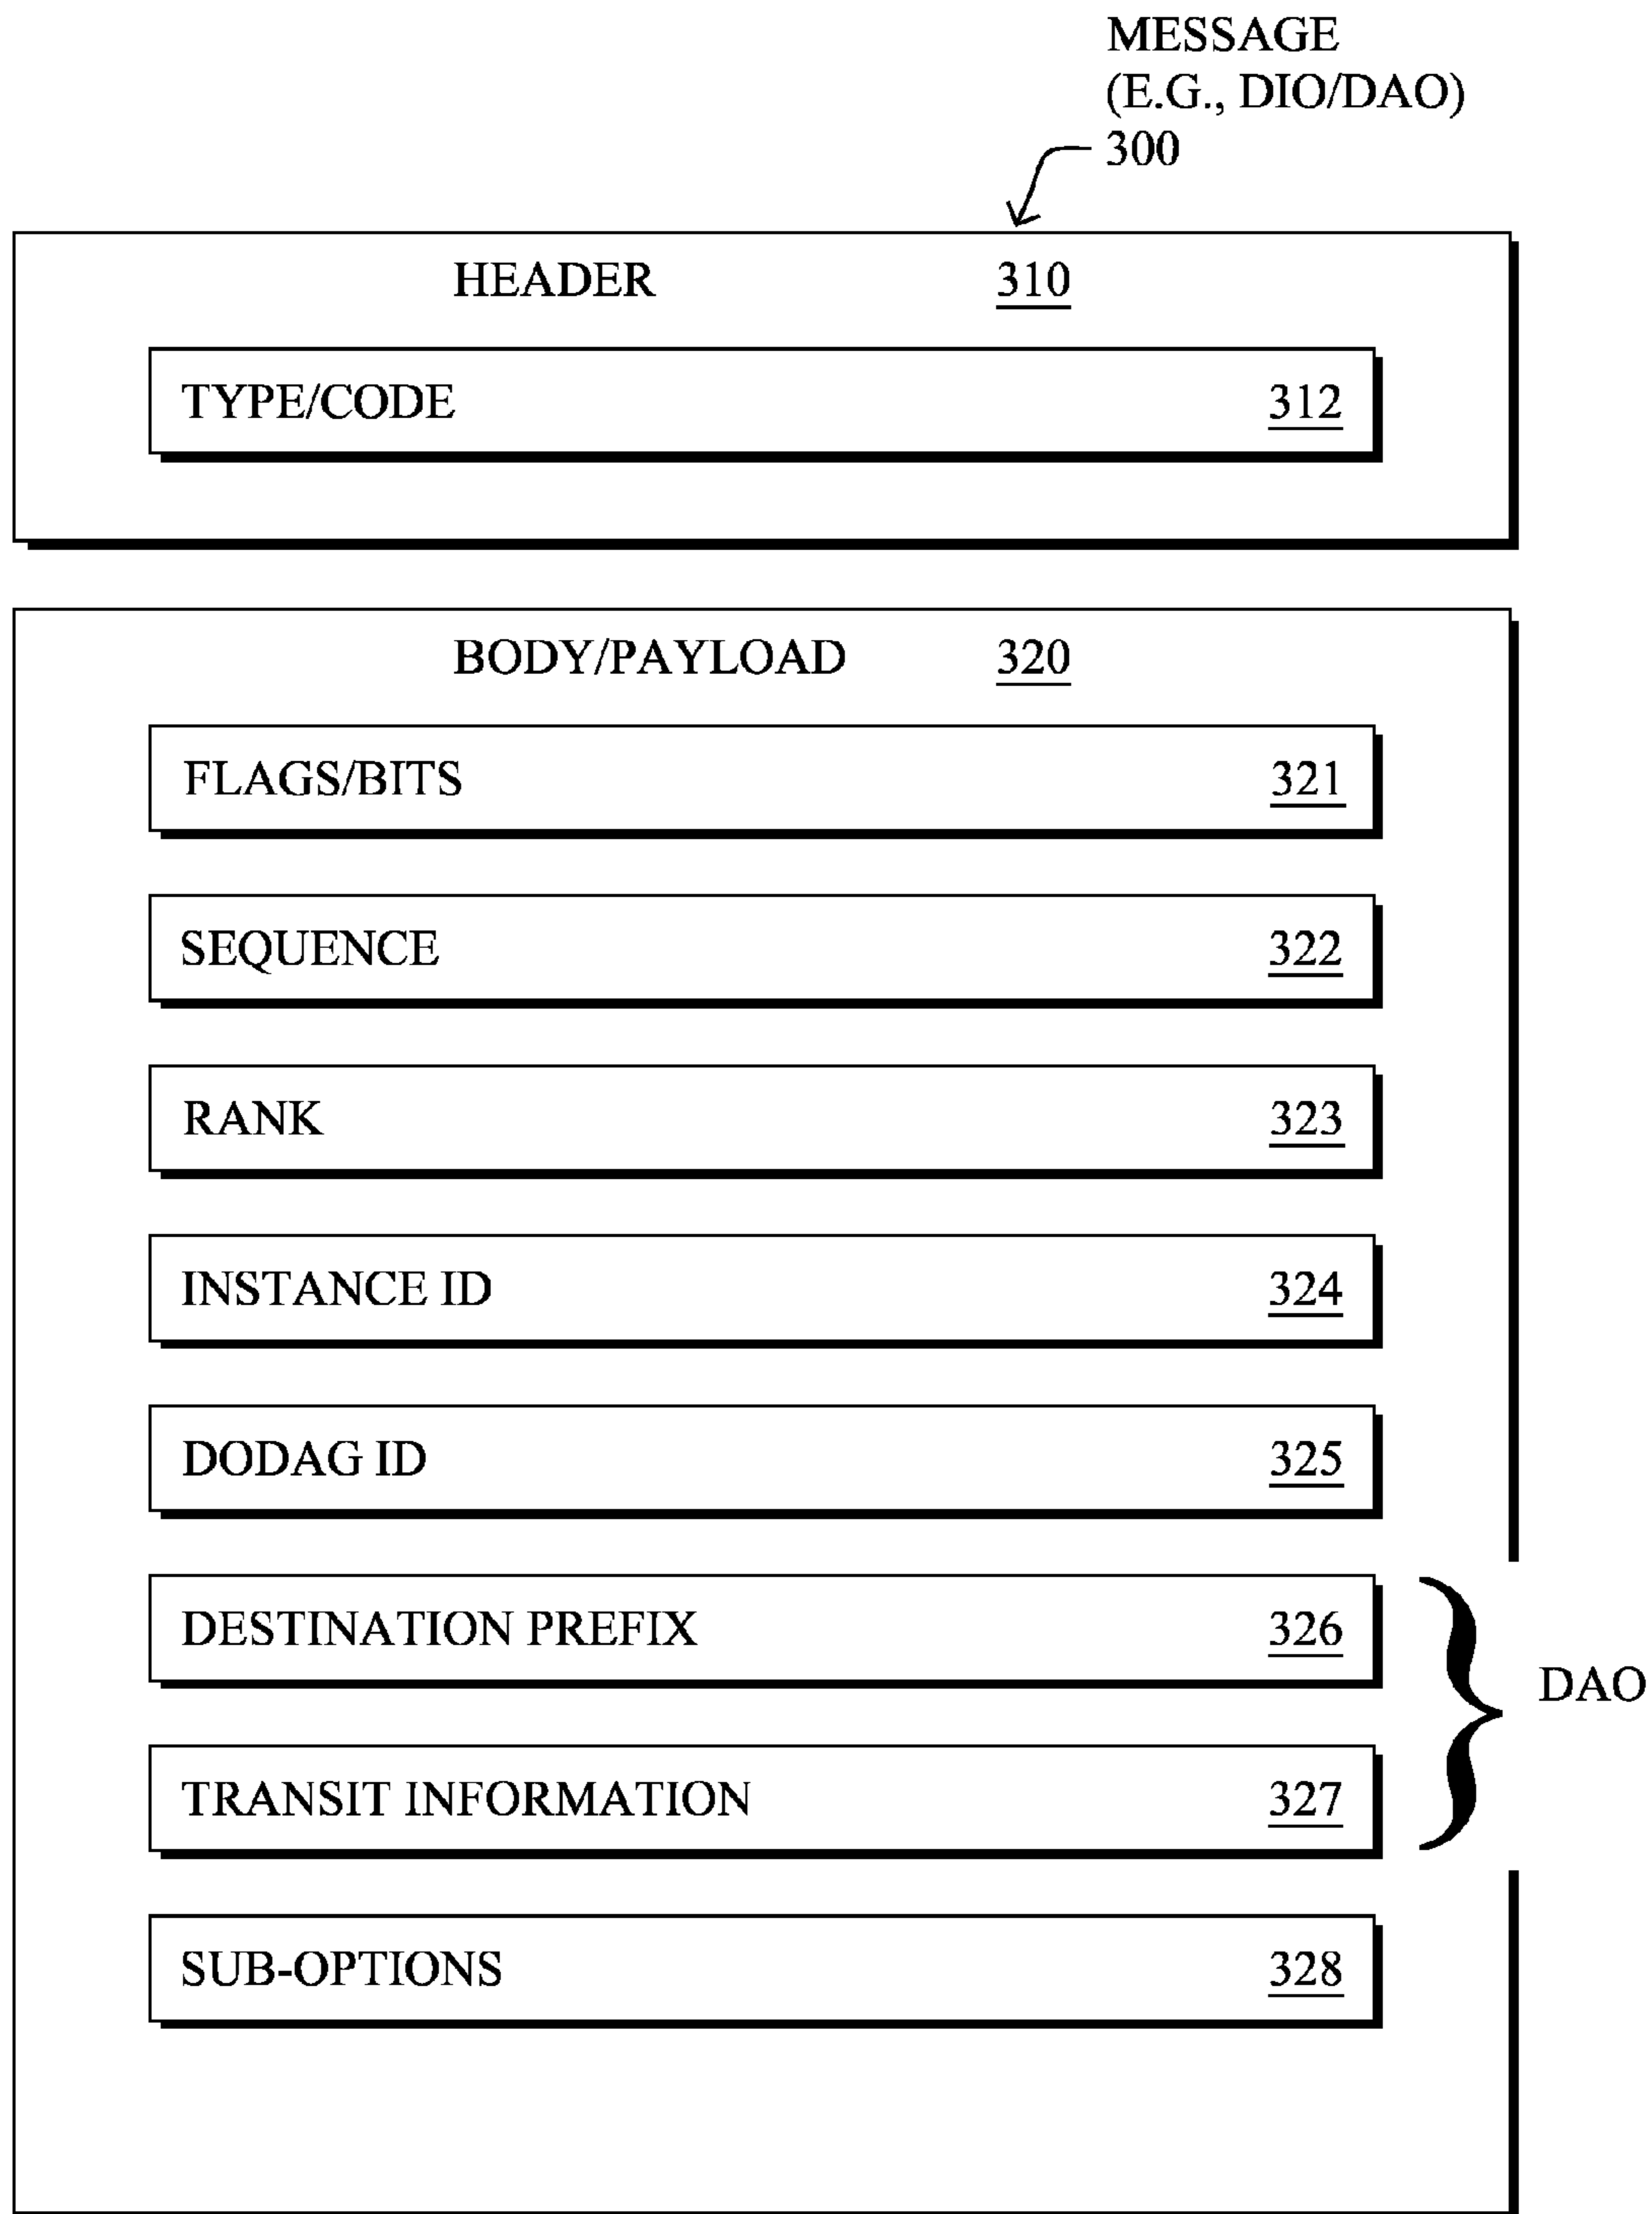 MESSAGE
(E.G., DIO/DAO)
300
HEADER 310
TYPE/CODE 312
BODY/PAYLOAD 320
FLAGS/BITS 321
SEQUENCE 322
RANK 323
INSTANCE ID 324
DODAG ID 325
DESTINATION PREFIX 326
DAO
TRANSIT INFORMATION 327
SUB-OPTIONS 328